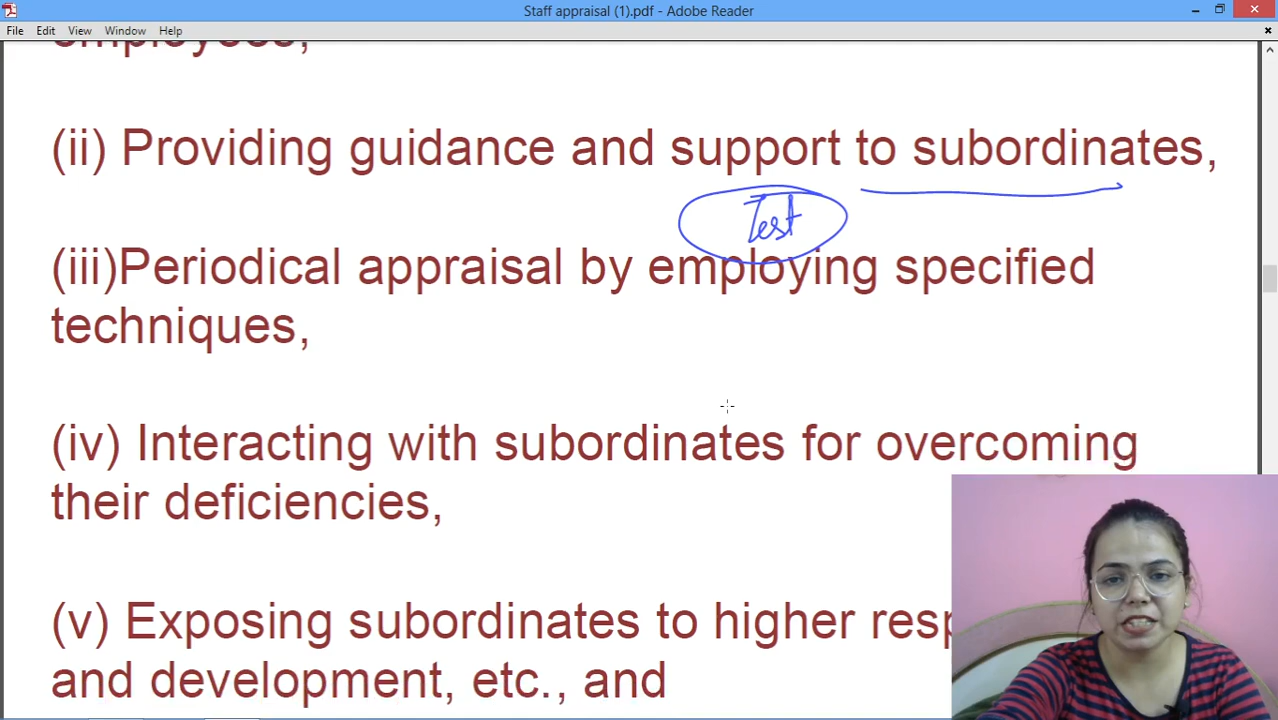 Staff appraisal (1).pdf - Adobe Reader
File Edit View Window Help
employees,
(ii) Providing guidance and support to subordinates,
Test
(iii)Periodical appraisal by employing specified
techniques,
(iv) Interacting with subordinates for overcoming
their deficiencies,
(v) Exposing subordinates to higher resp
and development, etc., and